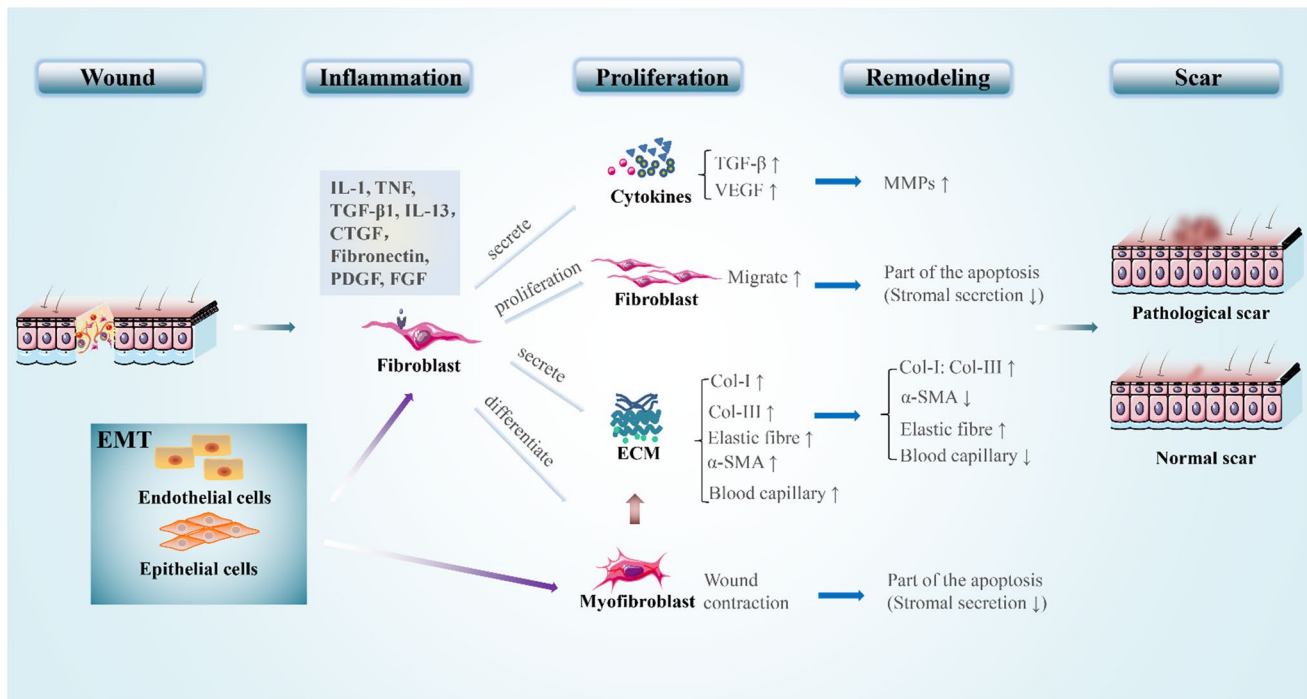 Wound
Inflammation
Proliferation
Remodeling
Scar
IL-1, TNF,
TGF-β1, IL-13，
CTGF，
Fibronectin,
PDGF, FGF
Fibroblast
EMT
Endothelial cells
Epithelial cells
secrete
proliferation
secrete
differentiate
Cytokines
TGF-β ↑
VEGF ↑
MMPs ↑
Fibroblast
Migrate ↑
Part of the apoptosis
(Stromal secretion ↓)
ECM
Col-I ↑
Col-III ↑
Elastic fibre ↑
α-SMA ↑
Blood capillary ↑
Col-I: Col-III ↑
α-SMA ↓
Elastic fibre ↑
Blood capillary ↓
Myofibroblast
Wound
contraction
Part of the apoptosis
(Stromal secretion ↓)
Pathological scar
Normal scar